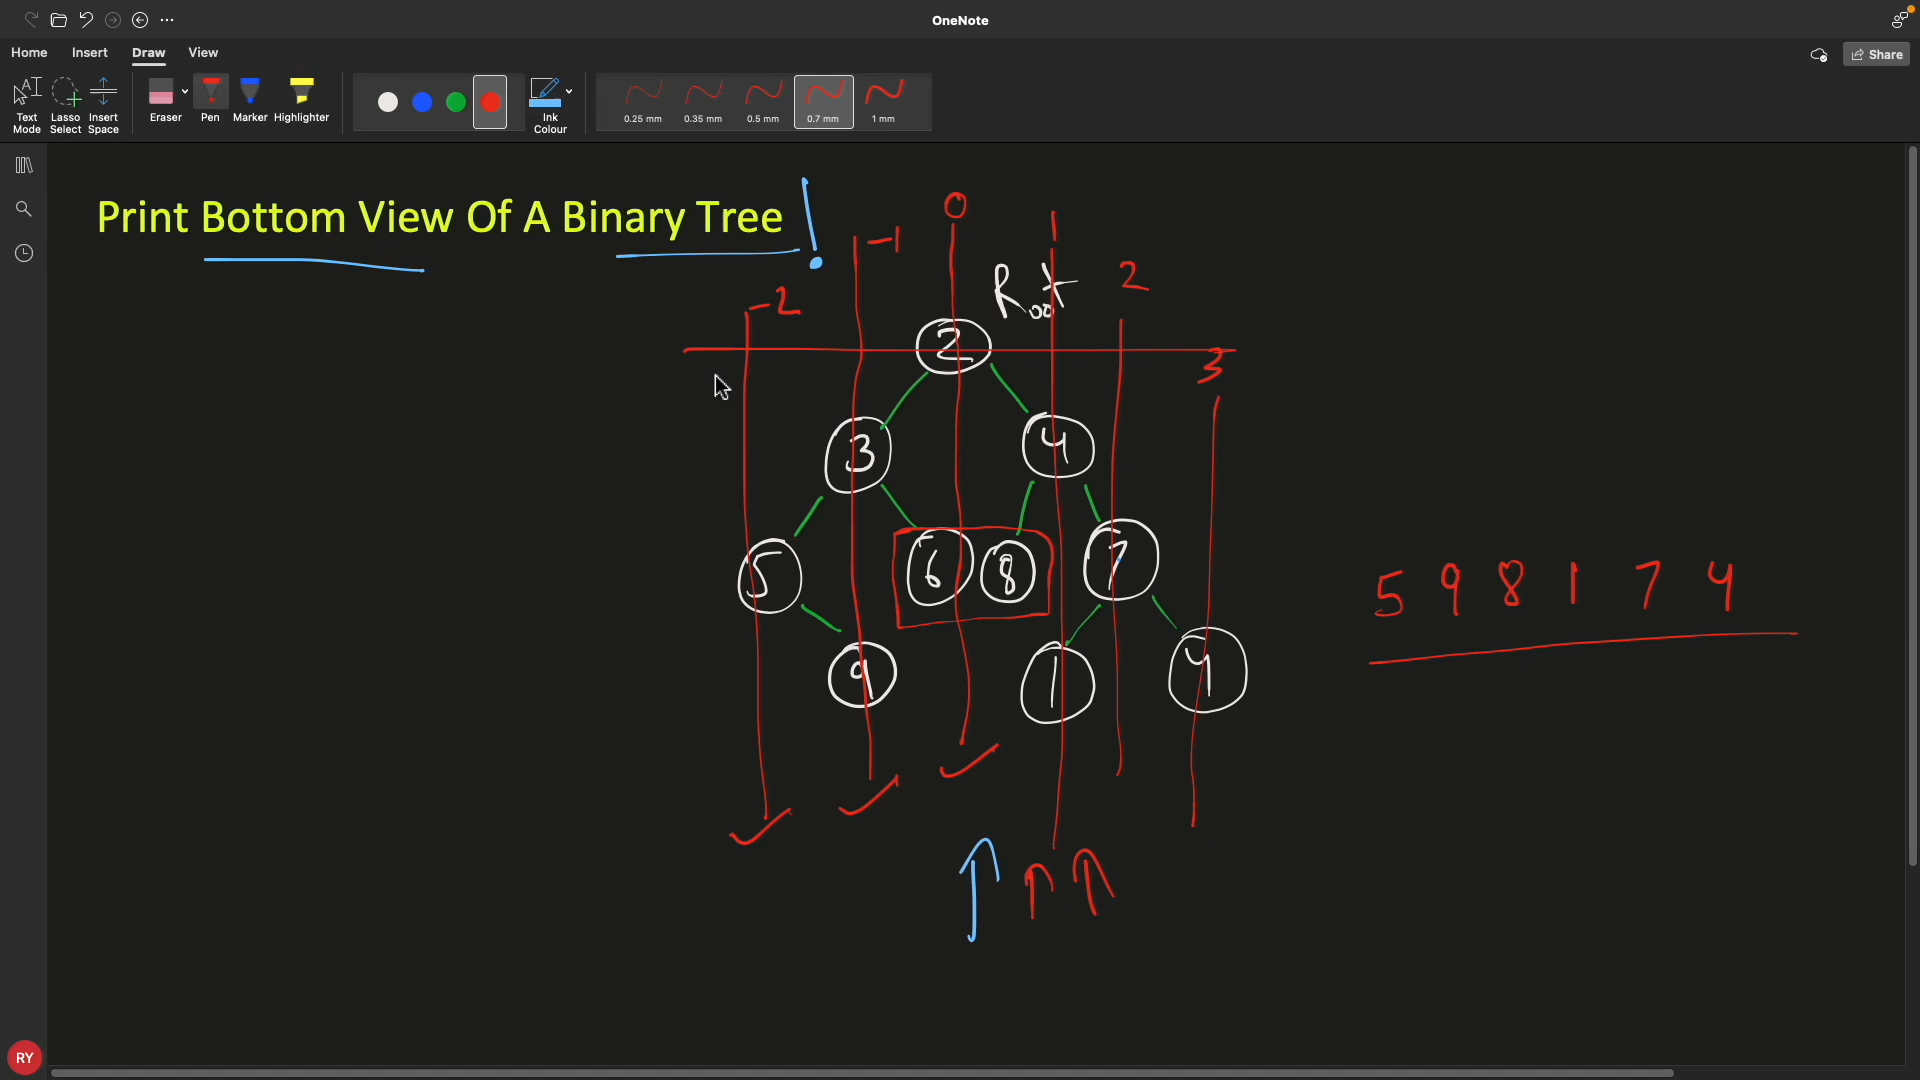 OneNote
Home Insert Draw View
Share
Text Mode
Lasso Select
Insert Space
Eraser
Pen
Marker
Highlighter
Ink Colour
0.25 mm
0.35 mm
0.5 mm
0.7 mm
1 mm
Print Bottom View Of A Binary Tree !
0
1
-1
Root
2
-2
2
3
3
4
5
6
8
7
5 9 8 1 7 4
9
1
4
RY